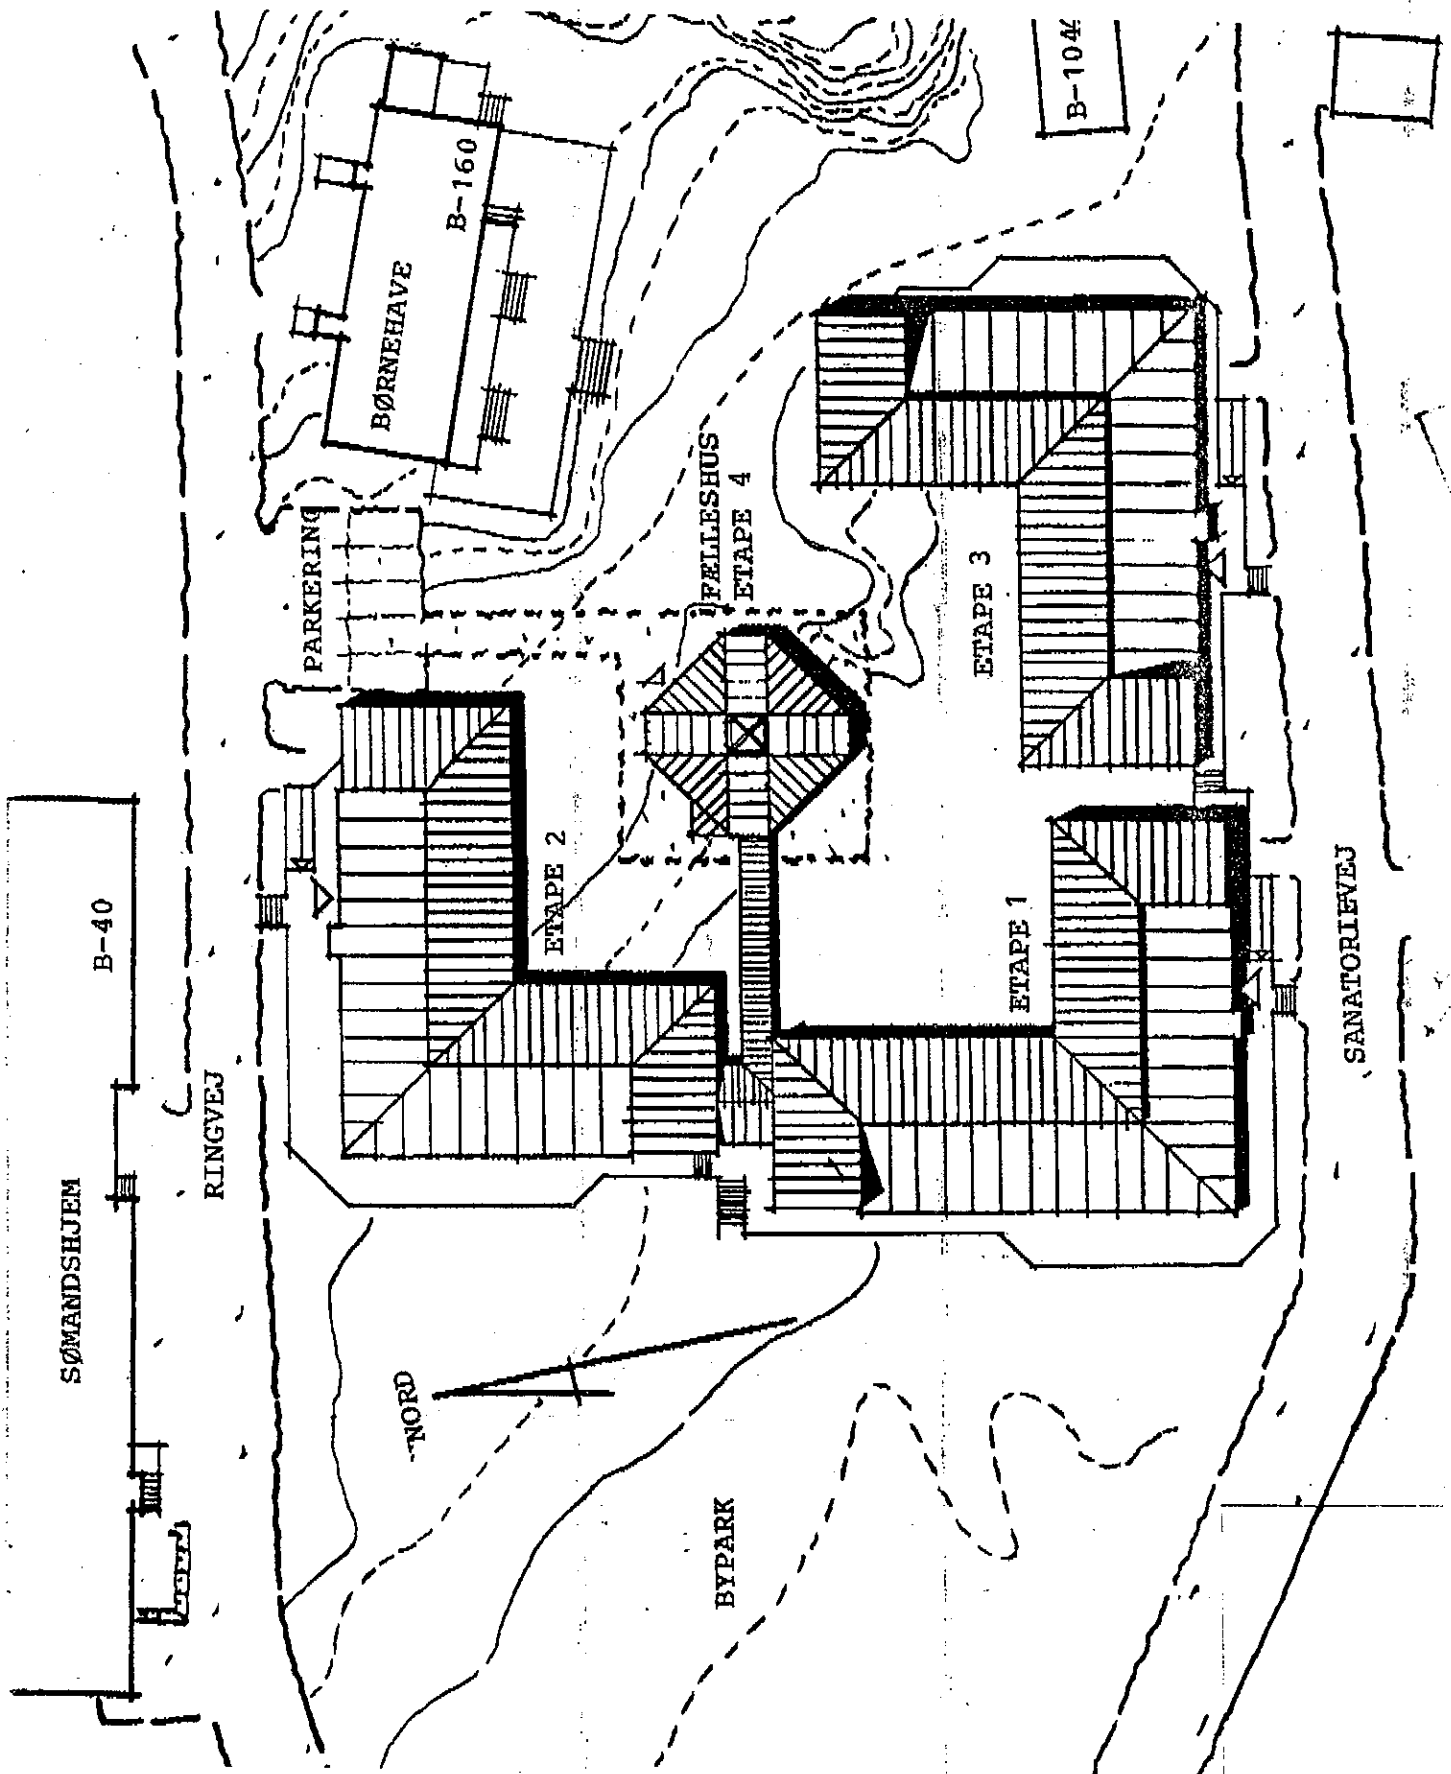 SØMANDSHJEM
B-40
RINGVEJ
PARKERING
BØRNEHAVE
B-160
NORD
ETAPE 2
FÆLLESHUS
ETAPE 4
BYPARK
ETAPE 3
ETAPE 1
B-104
SANATORIEVEJ